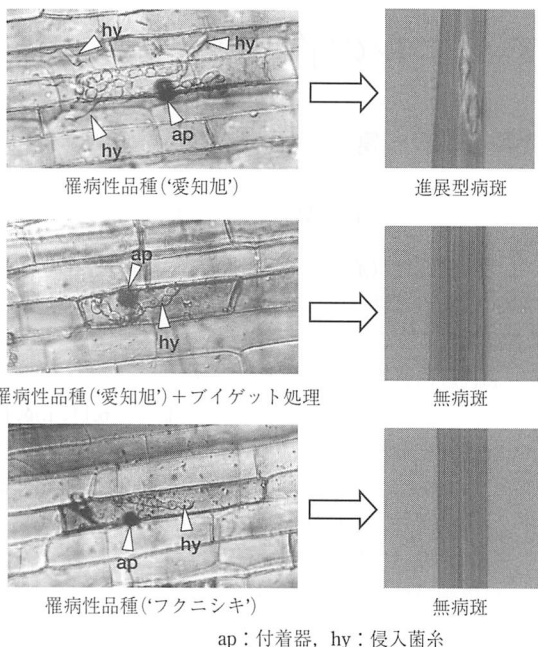 hy
hy
ap
hy
罹病性品種(‘愛知旭’)
進展型病斑
ap
hy
罹病性品種(‘愛知旭’)+ブイゲット処理
無病斑
hy
ap
罹病性品種(‘フクニシキ’)
無病斑
ap:付着器,hy:侵入菌糸